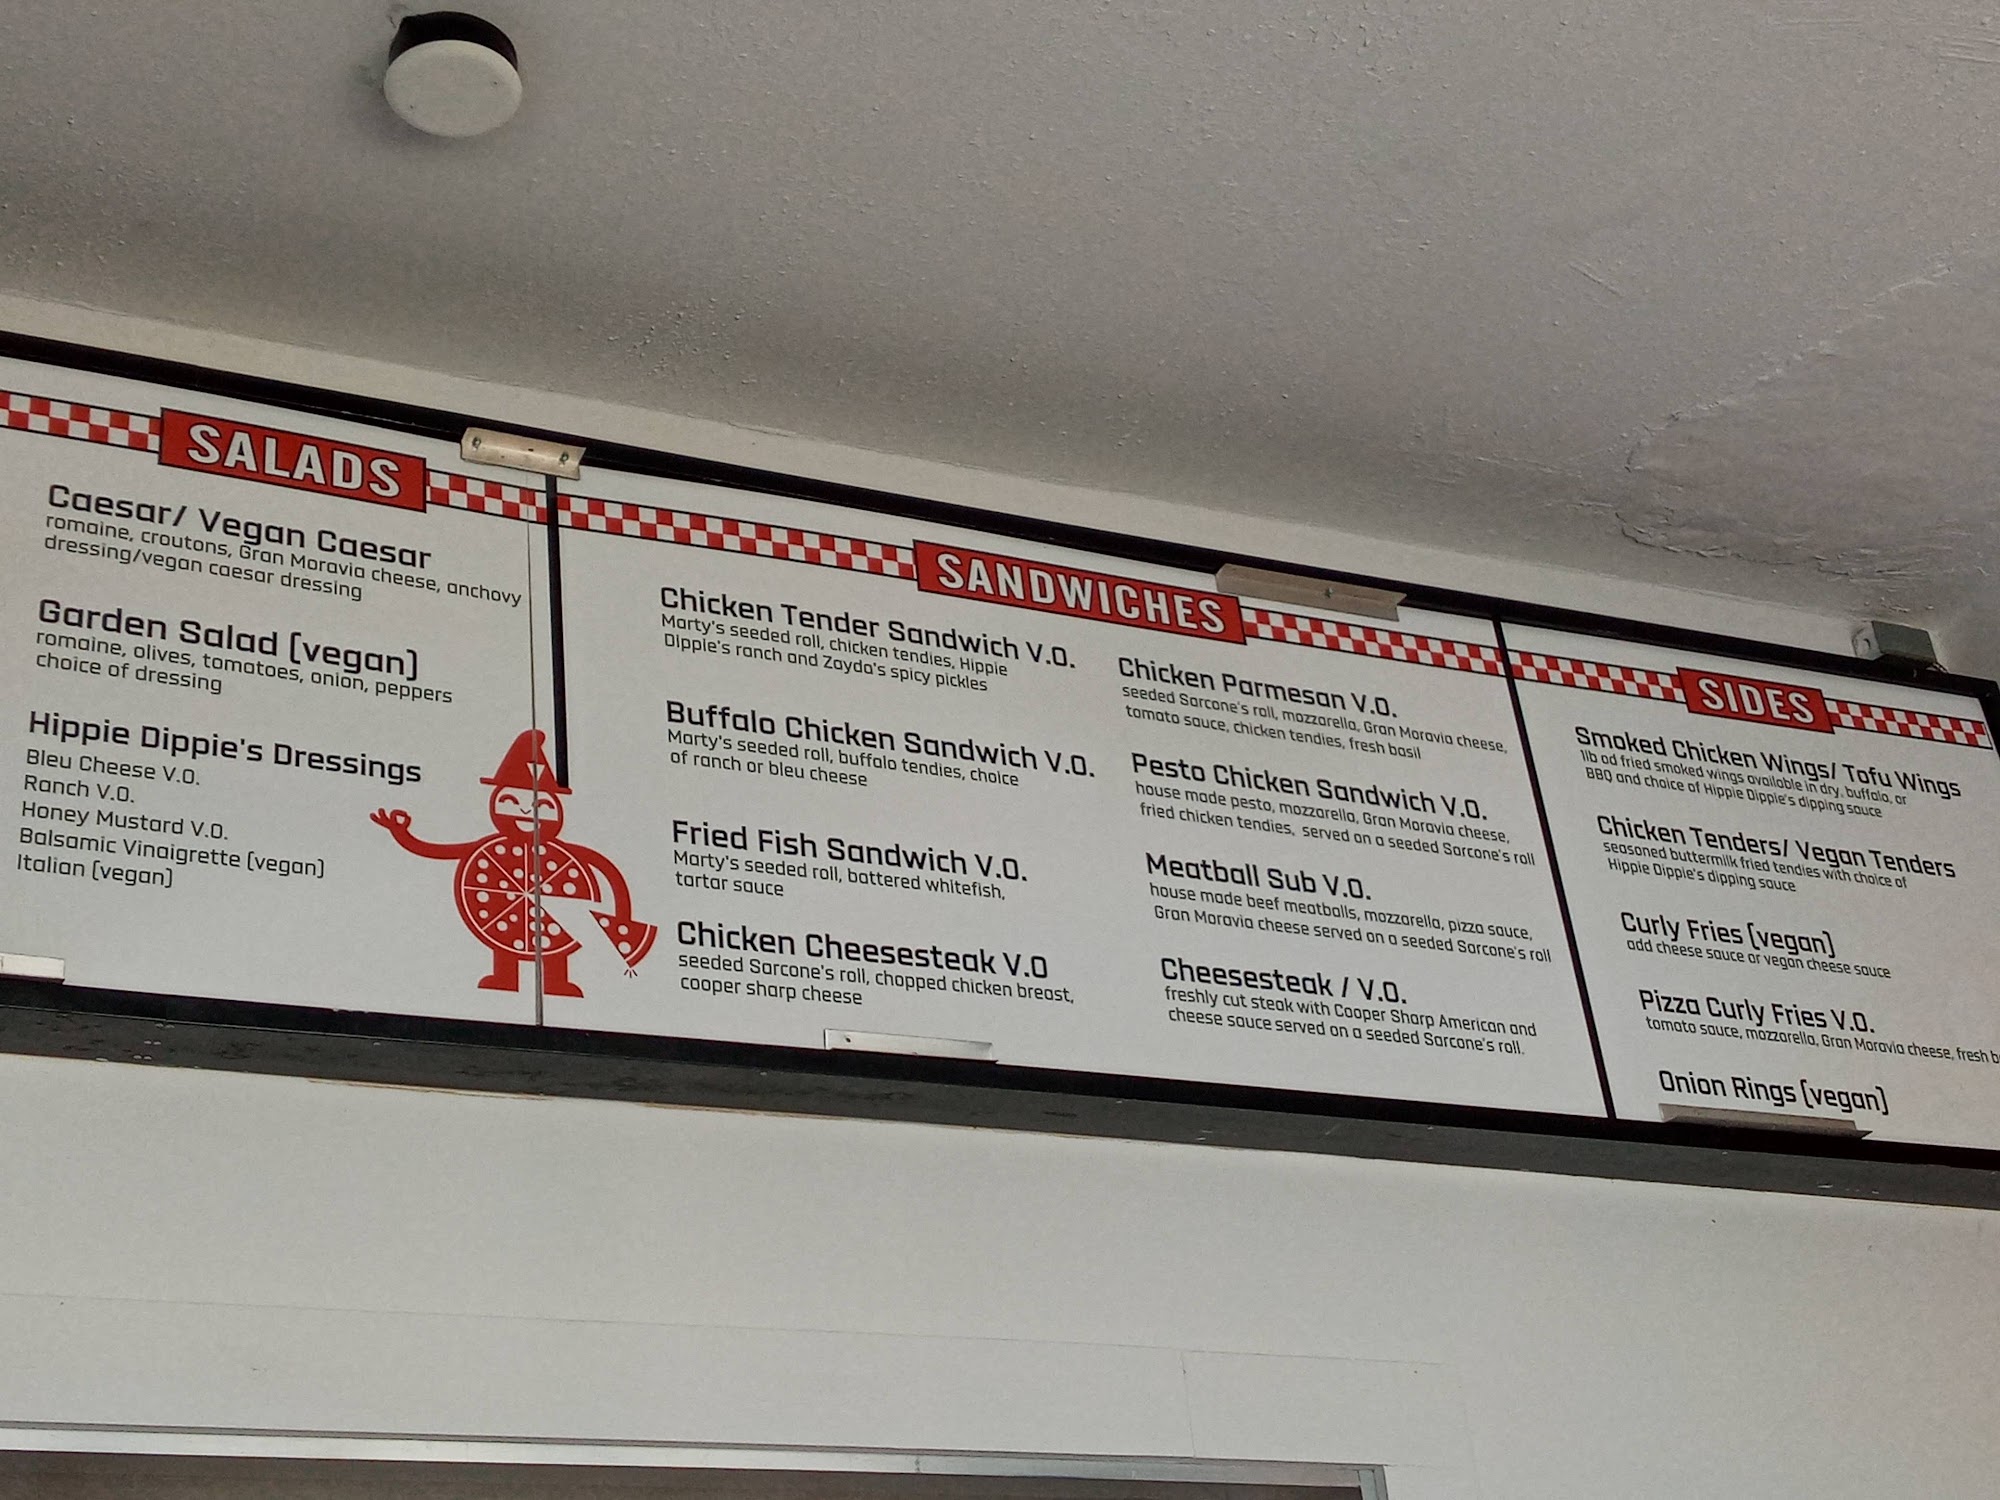 SALADS
Caesar/ Vegan Caesar
romaine, croutons, Gran Moravia cheese, anchovy
dressing/vegan caesar dressing
Garden Salad (vegan)
romaine, olives, tomatoes, onion, peppers
choice of dressing
Hippie Dippie's Dressings
Bleu Cheese V.O.
Ranch V.O.
Honey Mustard V.O.
Balsamic Vinaigrette (vegan)
Italian (vegan)
SANDWICHES
Chicken Tender Sandwich V.O.
Marty's seeded roll, chicken tendies, Hippie
Dippie's ranch and Zayda's spicy pickles
Buffalo Chicken Sandwich V.O.
Marty's seeded roll, buffalo tendies, choice
of ranch or bleu cheese
Fried Fish Sandwich V.O.
Marty's seeded roll, battered whitefish,
tartar sauce
Chicken Cheesesteak V.O
seeded Sarcone's roll, chopped chicken breast,
cooper sharp cheese
Chicken Parmesan V.O.
seeded Sarcone's roll, mozzarella, Gran Moravia cheese,
tomato sauce, chicken tendies, fresh basil
Pesto Chicken Sandwich V.O.
house made pesto, mozzarella, Gran Moravia cheese,
fried chicken tendies, served on a seeded Sarcone's roll
Meatball Sub V.O.
house made beef meatballs, mozzarella, pizza sauce,
Gran Moravia cheese served on a seeded Sarcone's roll
Cheesesteak / V.O.
freshly cut steak with Cooper Sharp American and
cheese sauce served on a seeded Sarcone's roll.
SIDES
Smoked Chicken Wings/ Tofu Wings
1lb od fried smoked wings available in dry, buffalo, or
BBQ and choice of Hippie Dippie's dipping sauce
Chicken Tenders/ Vegan Tenders
seasoned buttermilk fried tendies with choice of
Hippie Dippie's dipping sauce
Curly Fries (vegan)
add cheese sauce or vegan cheese sauce
Pizza Curly Fries V.O.
tomato sauce, mozzarella, Gran Moravia cheese, fresh b
Onion Rings (vegan)